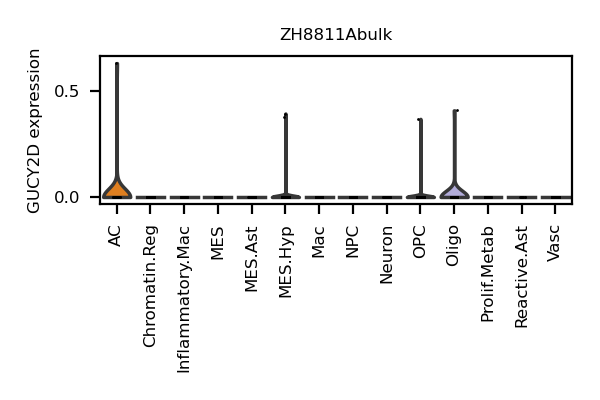 ZH8811Abulk
GUCY2D expression
0.5
0.0
AC
Chromatin.Reg
Inflammatory.Mac
MES
MES.Ast
MES.Hyp
Mac
NPC
Neuron
OPC
Oligo
Prolif.Metab
Reactive.Ast
Vasc